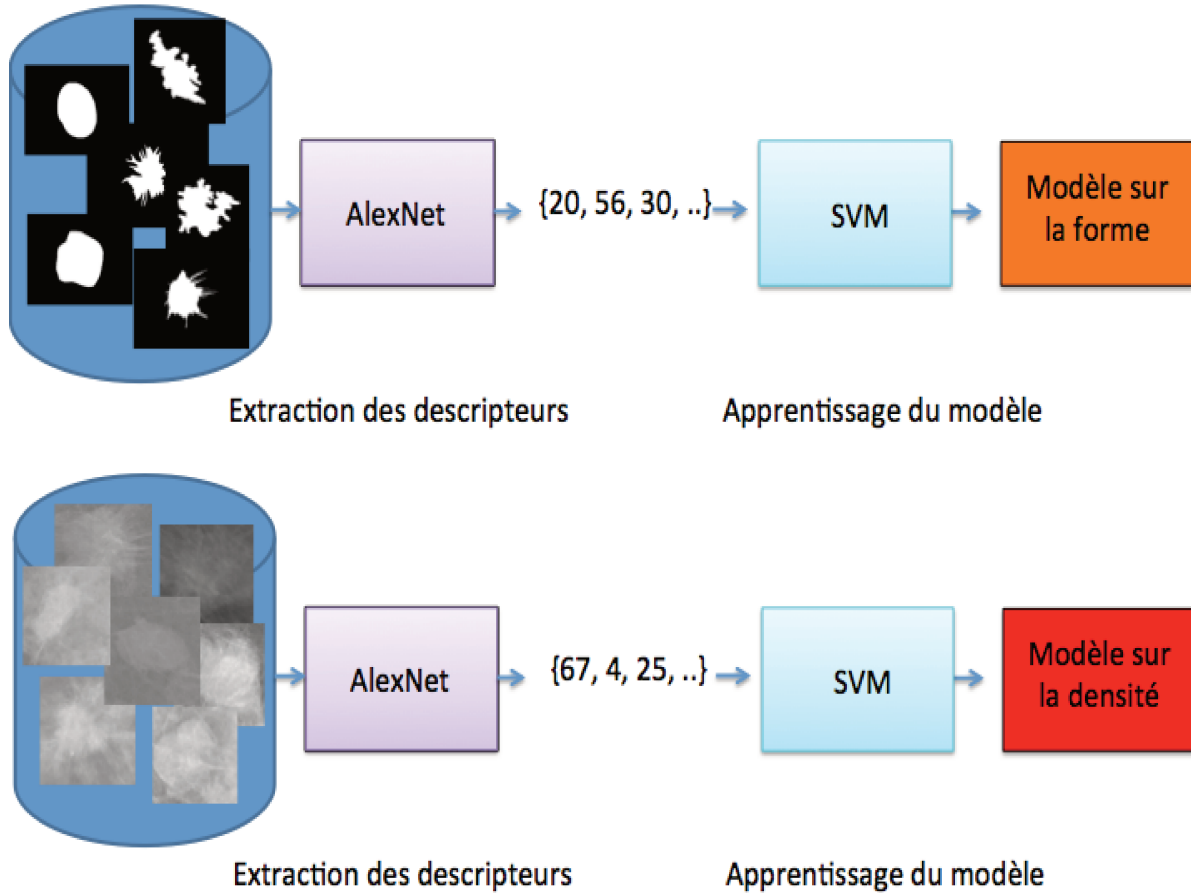 AlexNet
{20, 56, 30, ..}
SVM
Modèle sur
la forme
Extraction des descripteurs
Apprentissage du modèle
AlexNet
{67, 4, 25, ..}
SVM
Modèle sur
la densité
Extraction des descripteurs
Apprentissage du modèle